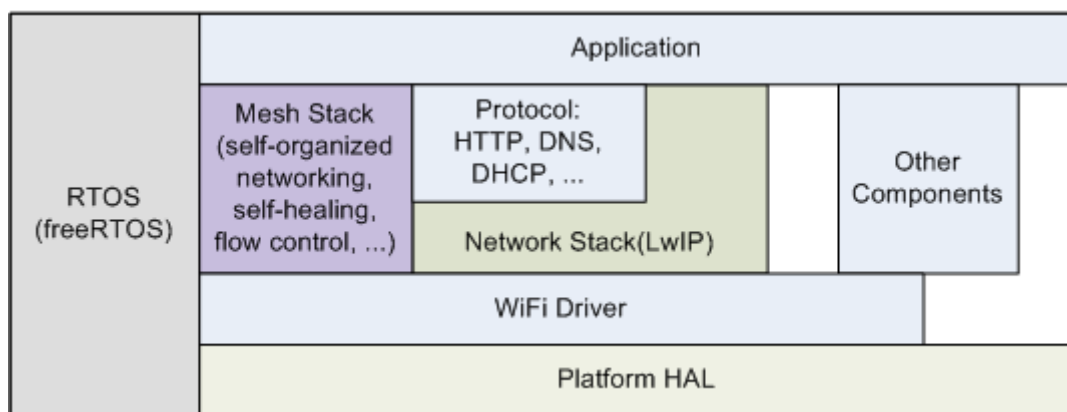 Application
RTOS
(freeRTOS)
Mesh Stack
(self-organized
networking,
self-healing,
flow control, ...)
Protocol:
HTTP, DNS,
DHCP, ...
Network Stack(LwIP)
Other
Components
WiFi Driver
Platform HAL